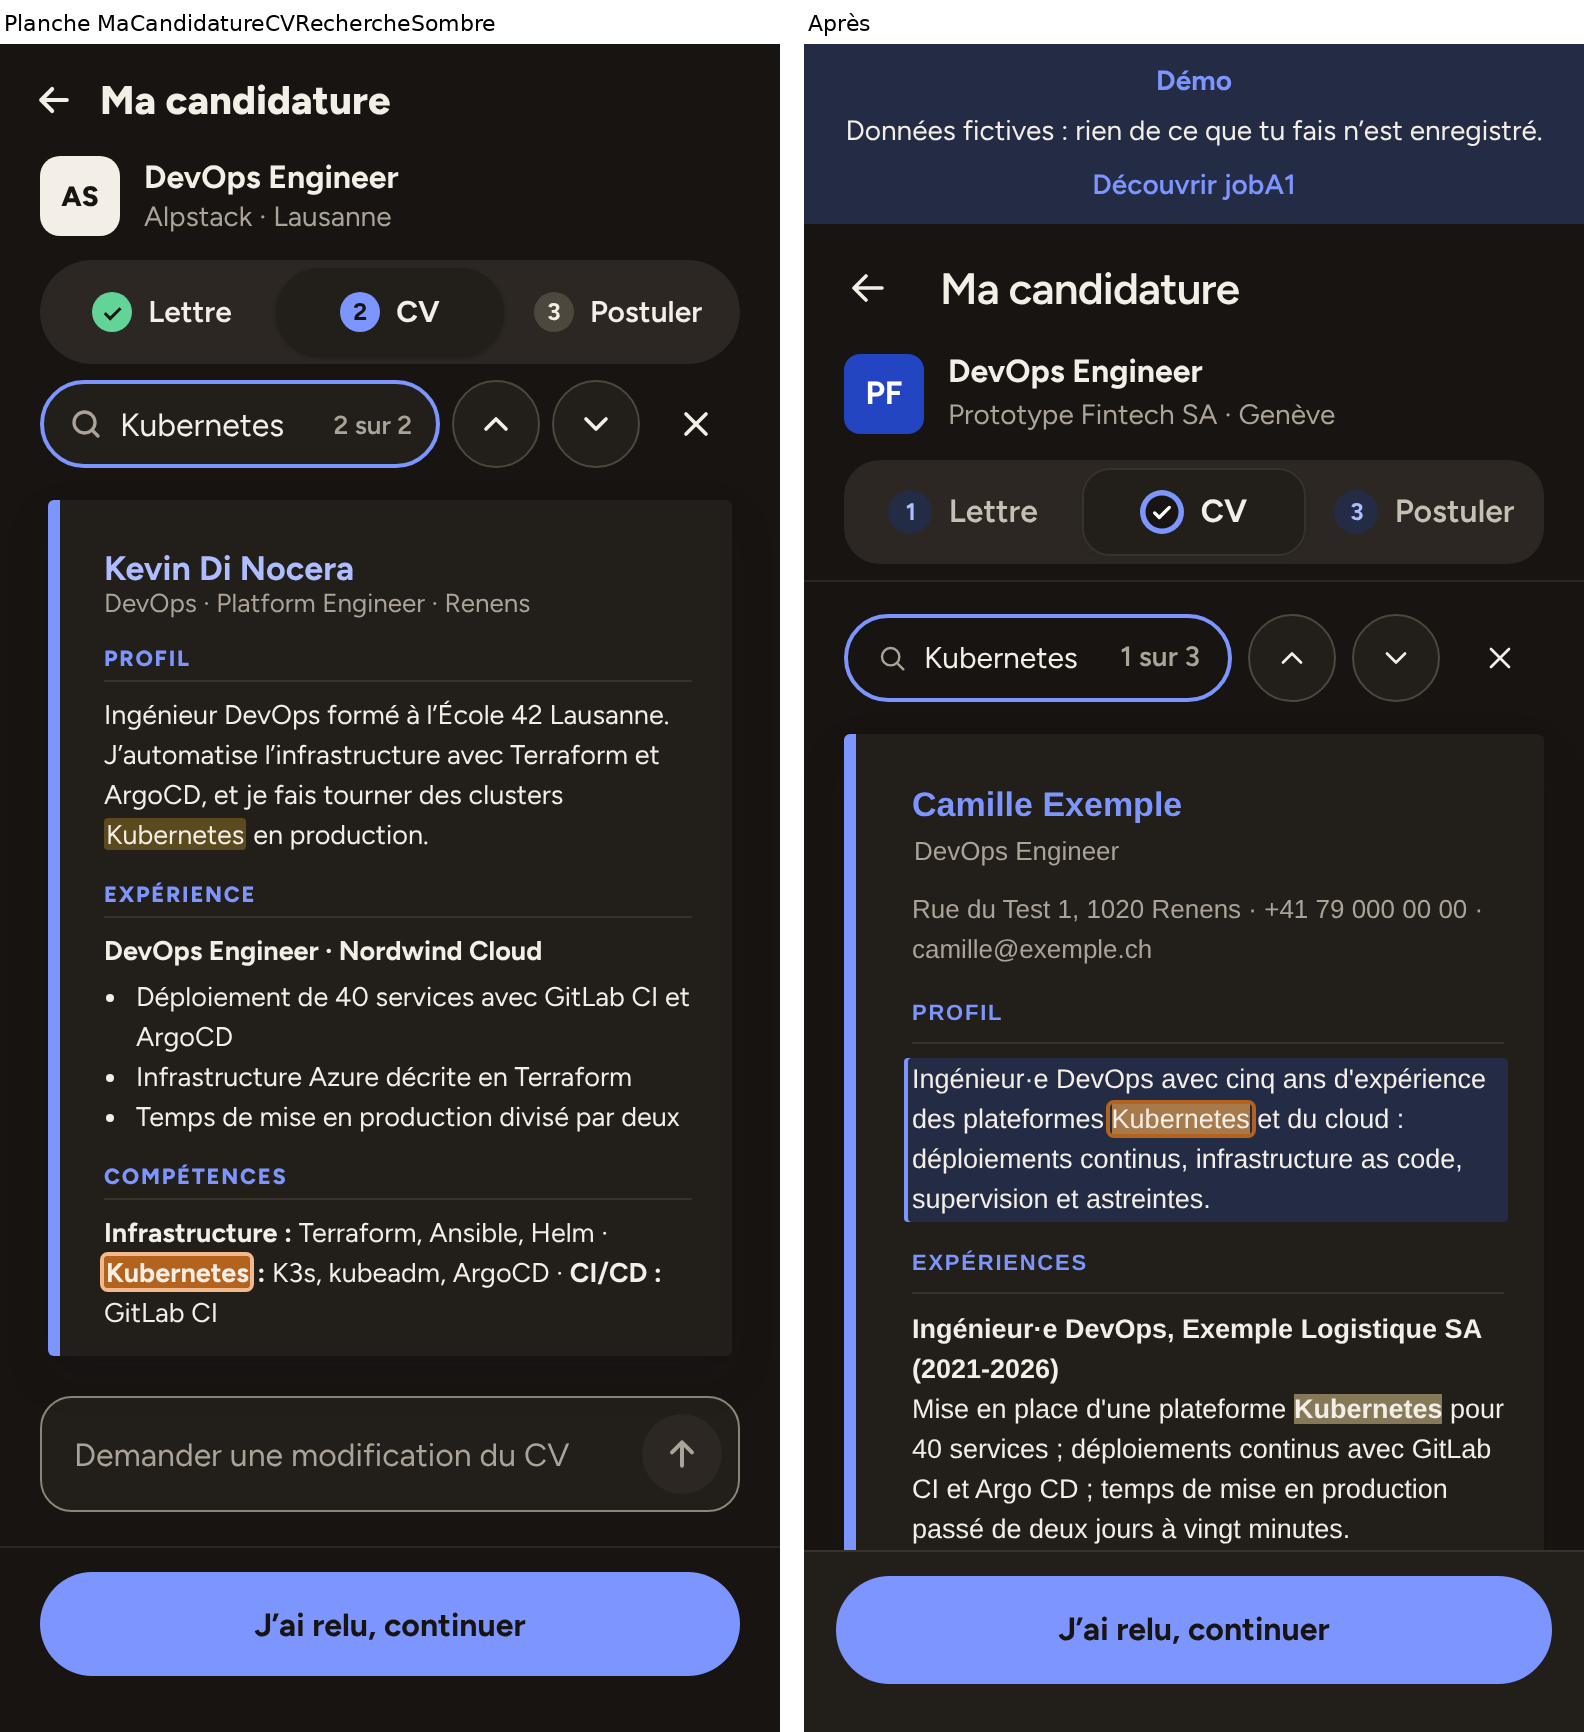 Planche MaCandidatureCVRechercheSombre
Ma candidature
AS
DevOps Engineer
Alpstack · Lausanne
Lettre
2 CV
3 Postuler
Kubernetes 2 sur 2
Kevin Di Nocera
DevOps · Platform Engineer · Renens
PROFIL
Ingénieur DevOps formé à l’École 42 Lausanne.
J’automatise l’infrastructure avec Terraform et
ArgoCD, et je fais tourner des clusters
Kubernetes en production.
EXPÉRIENCE
DevOps Engineer · Nordwind Cloud
• Déploiement de 40 services avec GitLab CI et
ArgoCD
• Infrastructure Azure décrite en Terraform
• Temps de mise en production divisé par deux
COMPÉTENCES
Infrastructure : Terraform, Ansible, Helm ·
Kubernetes : K3s, kubeadm, ArgoCD · CI/CD :
GitLab CI
Demander une modification du CV
J’ai relu, continuer
Après
Démo
Données fictives : rien de ce que tu fais n’est enregistré.
Découvrir jobA1
Ma candidature
PF
DevOps Engineer
Prototype Fintech SA · Genève
1 Lettre
CV
3 Postuler
Kubernetes 1 sur 3
Camille Exemple
DevOps Engineer
Rue du Test 1, 1020 Renens · +41 79 000 00 00 ·
camille@exemple.ch
PROFIL
Ingénieur·e DevOps avec cinq ans d'expérience
des plateformes Kubernetes et du cloud :
déploiements continus, infrastructure as code,
supervision et astreintes.
EXPÉRIENCES
Ingénieur·e DevOps, Exemple Logistique SA
(2021-2026)
Mise en place d'une plateforme Kubernetes pour
40 services ; déploiements continus avec GitLab
CI et Argo CD ; temps de mise en production
passé de deux jours à vingt minutes.
J’ai relu, continuer